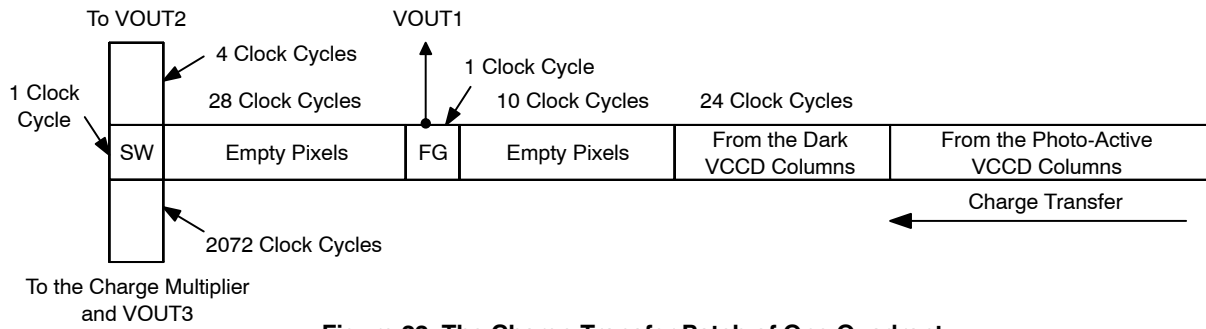 To VOUT2
VOUT1
4 Clock Cycles
1 Clock Cycle
1 Clock
Cycle
28 Clock Cycles
10 Clock Cycles
24 Clock Cycles
SW
Empty Pixels
FG
Empty Pixels
From the Dark
VCCD Columns
From the Photo-Active
VCCD Columns
Charge Transfer
2072 Clock Cycles
To the Charge Multiplier
and VOUT3
Figure The Charge Transfer Path of One Quadrant